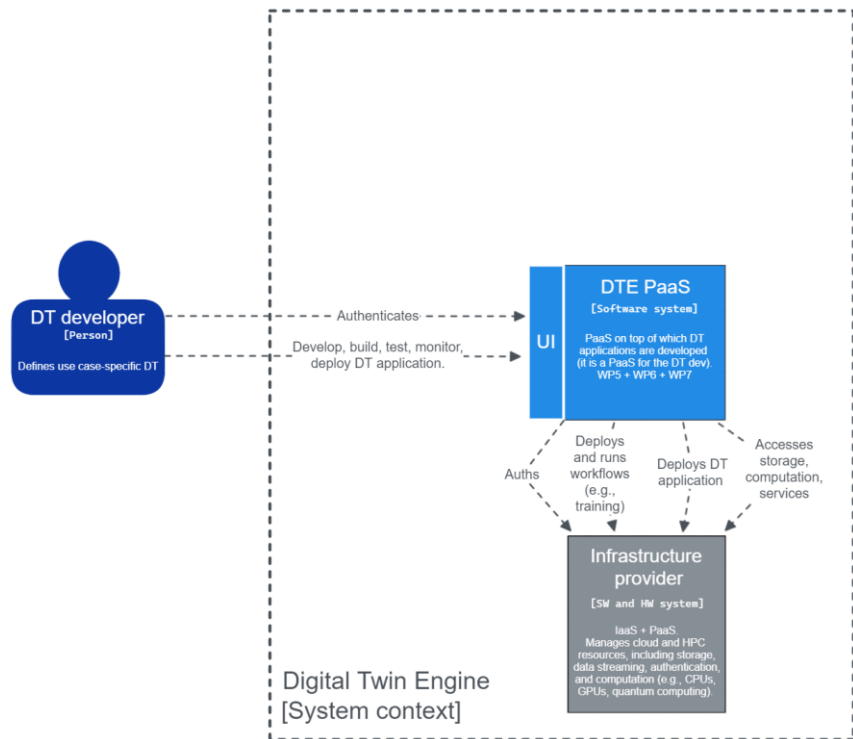 DT developer
[Person]
Defines use case-specific DT
Authenticates
Develop, build, test, monitor,
deploy DT application.
UI
DTE PaaS
[Software system]
PaaS on top of which DT
applications are developed
(it is a PaaS for the DT dev).
WP5 + WP6 + WP7
Auths
Deploys
and runs
workflows
(e.g.,
training)
Deploys DT
application
Accesses
storage,
computation,
services
Infrastructure
provider
[SW and HW system]
IaaS + PaaS.
Manages cloud and HPC
resources, including storage,
data streaming, authentication,
and computation (e.g., CPUs,
GPUs, quantum computing).
Digital Twin Engine
[System context]